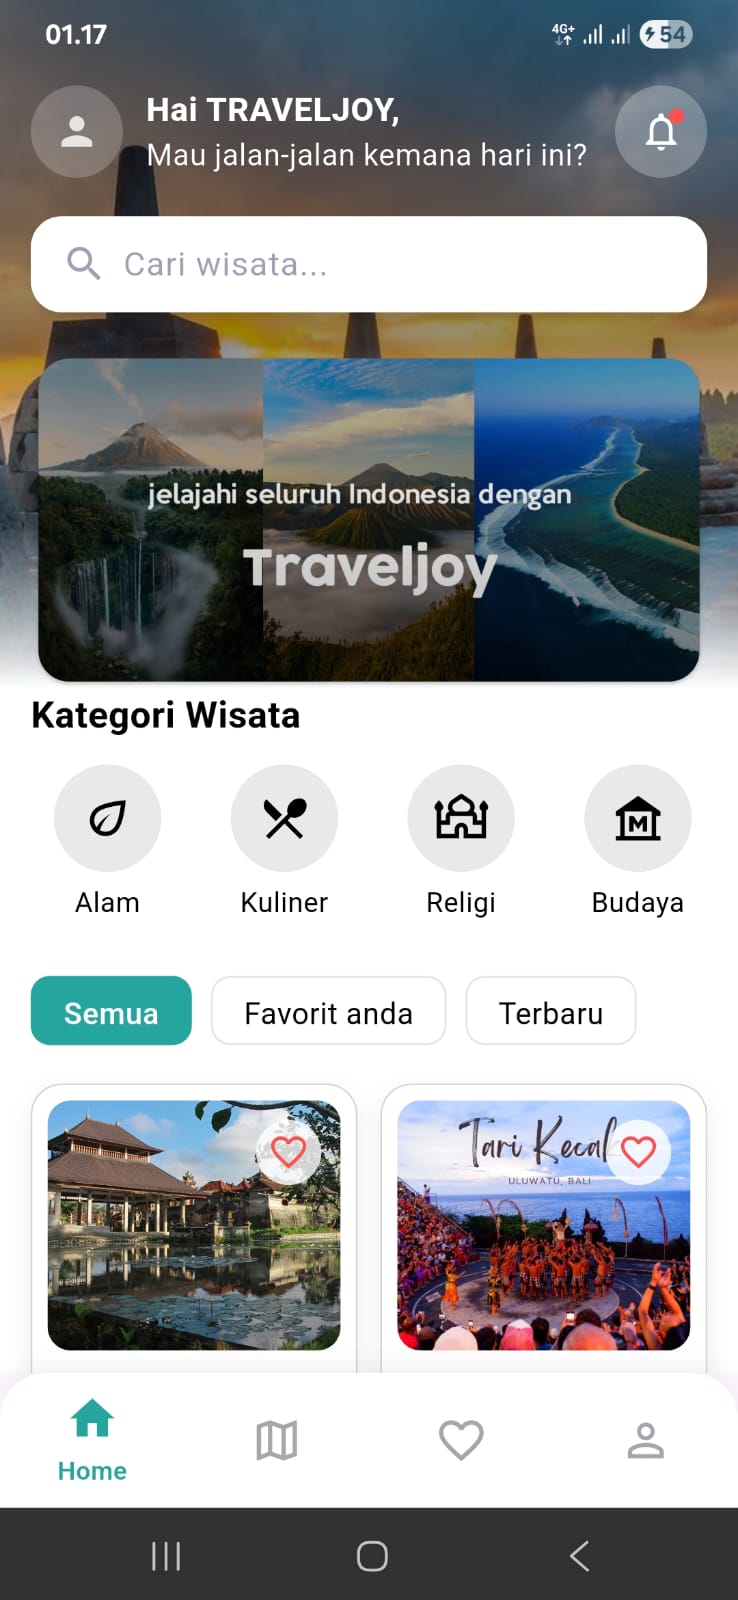 01.17
4G+
54
Hai TRAVELJOY,
Mau jalan-jalan kemana hari ini?
Cari wisata...
jelajahi seluruh Indonesia dengan
Traveljoy
Kategori Wisata
M
Alam
Kuliner
Religi
Budaya
Semua
Favorit anda
Terbaru
Tari Kecak
ULUWATU, BALI
Home